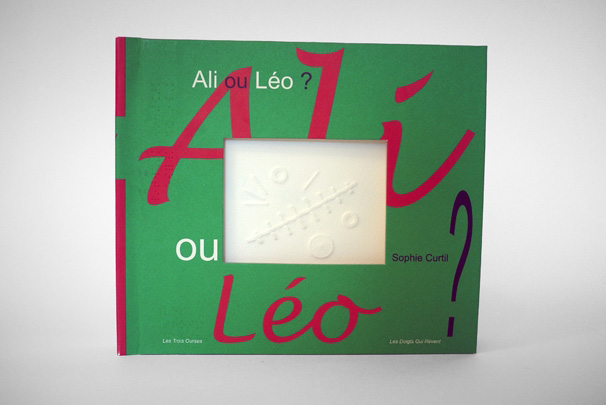 Ali ou Léo ?
Ali
ou
Léo
?
Sophie Curtil
Les Trois Ourses
Les Doigts Qui Rêvent